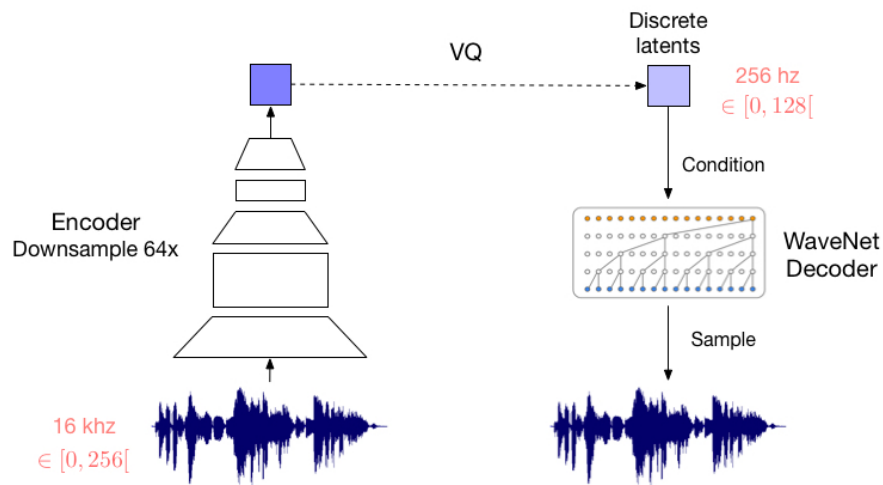 Discrete
latents
VQ
256 hz
∈ [0, 128[
Condition
Encoder
Downsample 64x
WaveNet
Decoder
Sample
16 khz
∈ [0, 256[